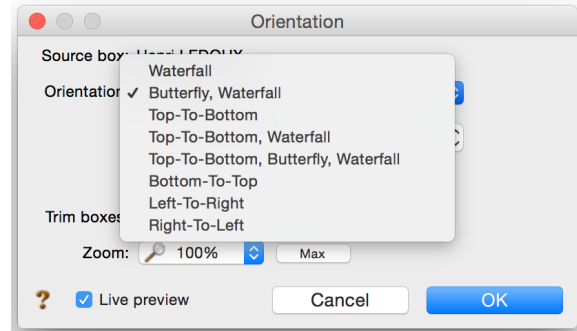 Orientation
Source box: Henri LEDOUX
Waterfall
Orientation ✓ Butterfly, Waterfall
Top-To-Bottom
Top-To-Bottom, Waterfall
Top-To-Bottom, Butterfly, Waterfall
Bottom-To-Top
Left-To-Right
Trim boxes
Right-To-Left
Zoom: 100% Max
? Live preview Cancel OK